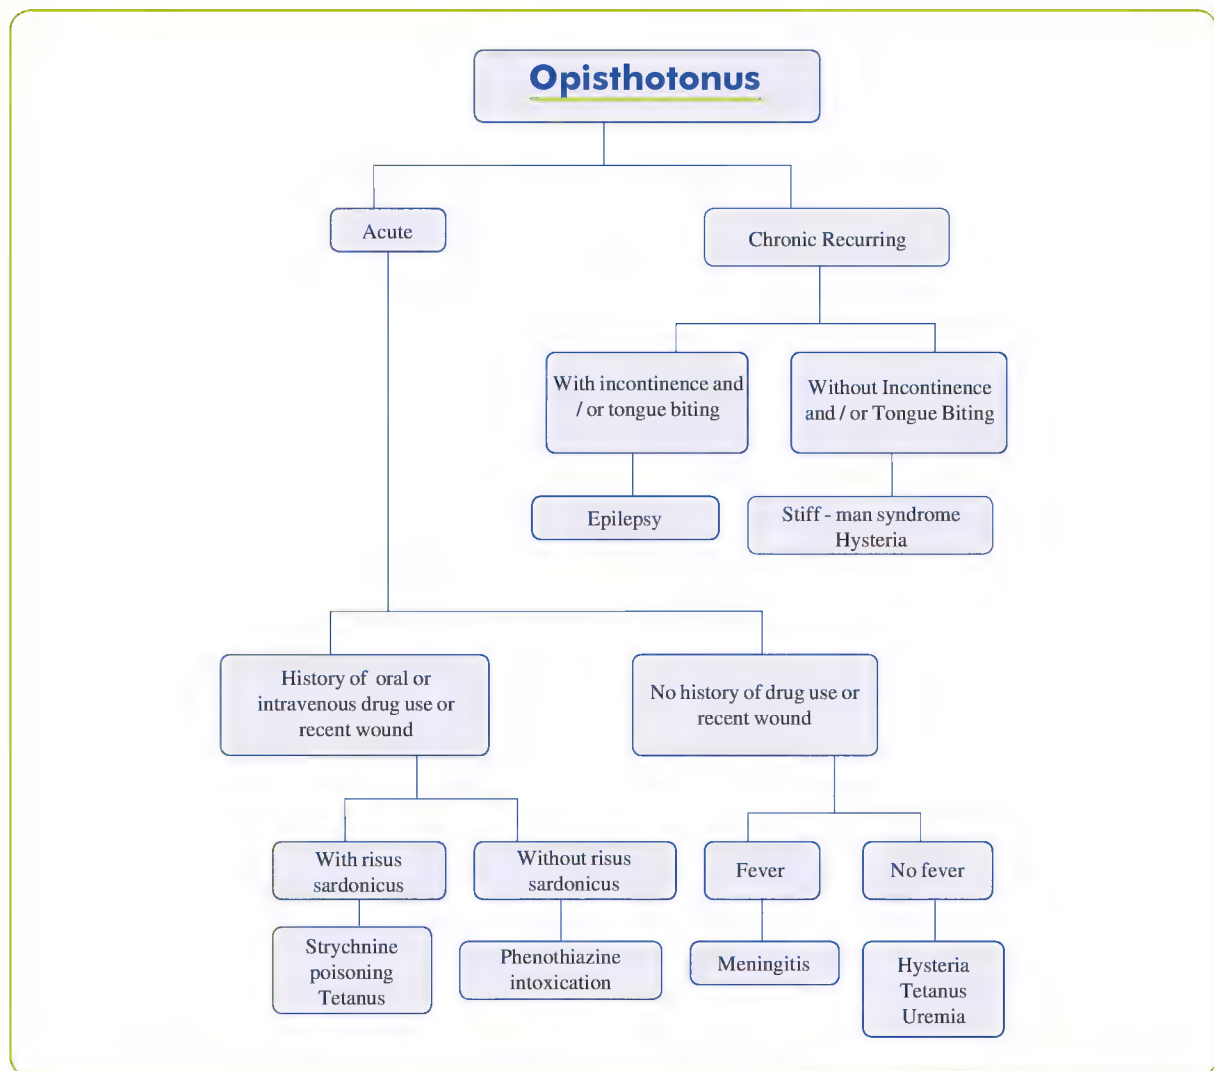 Opisthotonus
Acute
Chronic Recurring
With incontinence and
/ or tongue biting
Without Incontinence
and / or Tongue Biting
Epilepsy
Stiff - man syndrome
Hysteria
History of oral or
intravenous drug use or
recent wound
No history of drug use or
recent wound
With risus
sardonicus
Without risus
sardonicus
Fever
No fever
Strychnine
poisoning
Tetanus
Phenothiazine
intoxication
Meningitis
Hysteria
Tetanus
Uremia